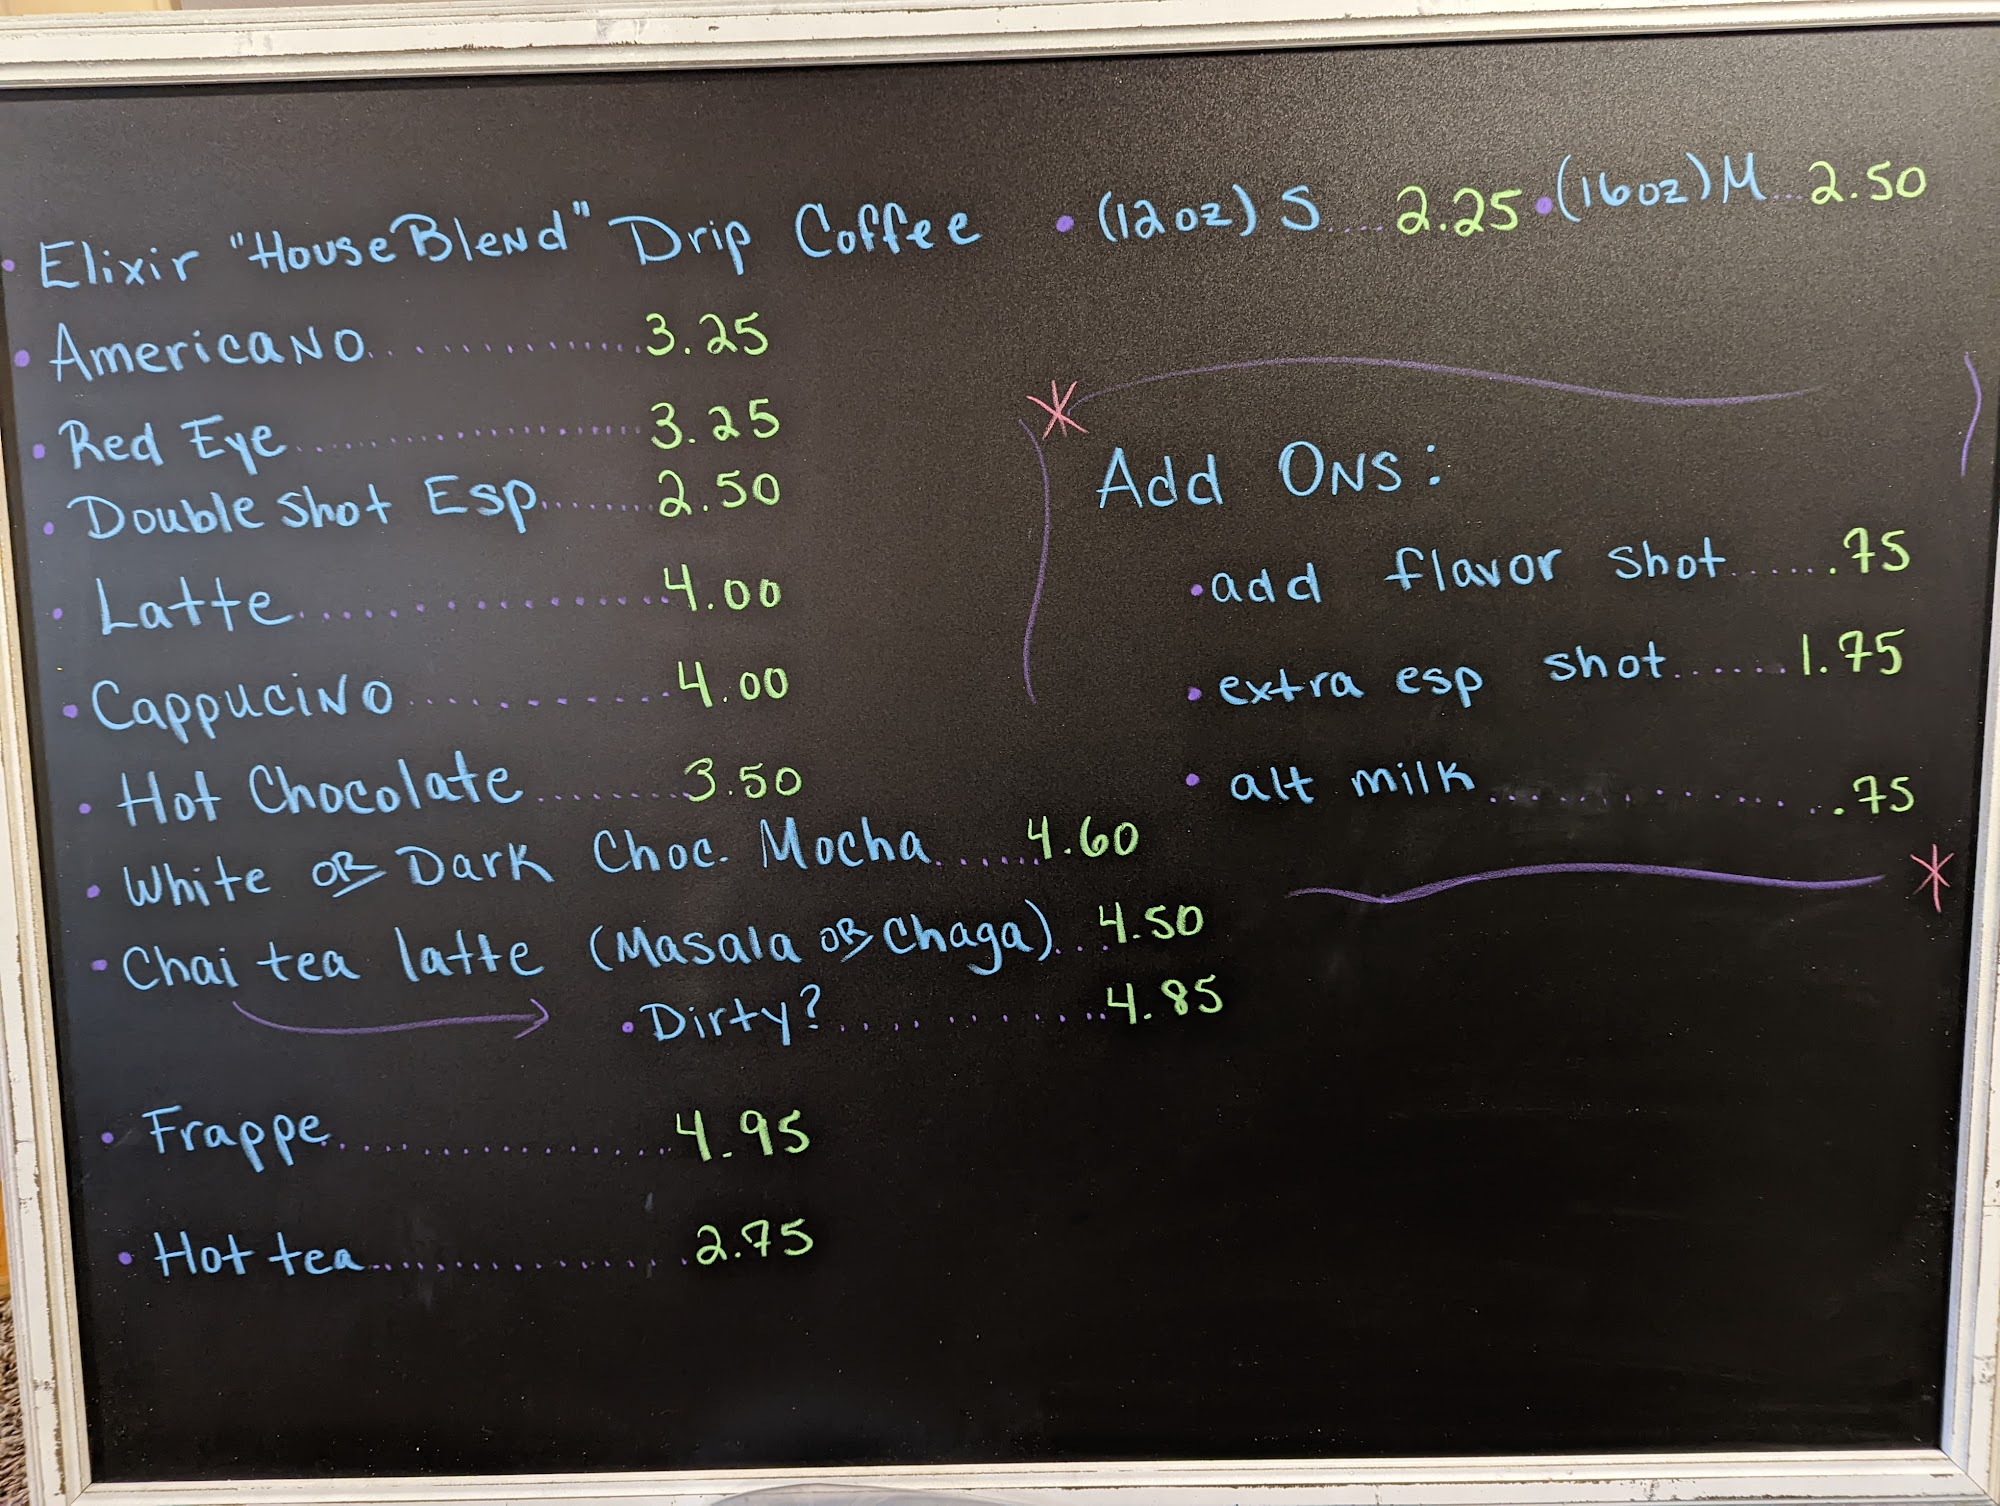 • Elixir "House Blend" Drip Coffee • (12oz) S.... 2.25 • (16oz) M... 2.50
• Americano.............. 3.25
• Red Eye.................. 3.25
• Double shot Esp........ 2.50
• Latte.................. 4.00
• Cappucino............ 4.00
• Hot Chocolate........ 3.50
• White OR Dark Choc. Mocha...... 4.60
• Chai tea latte (Masala OR Chaga)... 4.50
• Dirty?............ 4.85
• Frappe................ 4.95
• Hot tea................ 2.75
* Add Ons:
• add flavor shot...... .75
• extra esp shot...... 1.75
• alt milk.............. .75
*